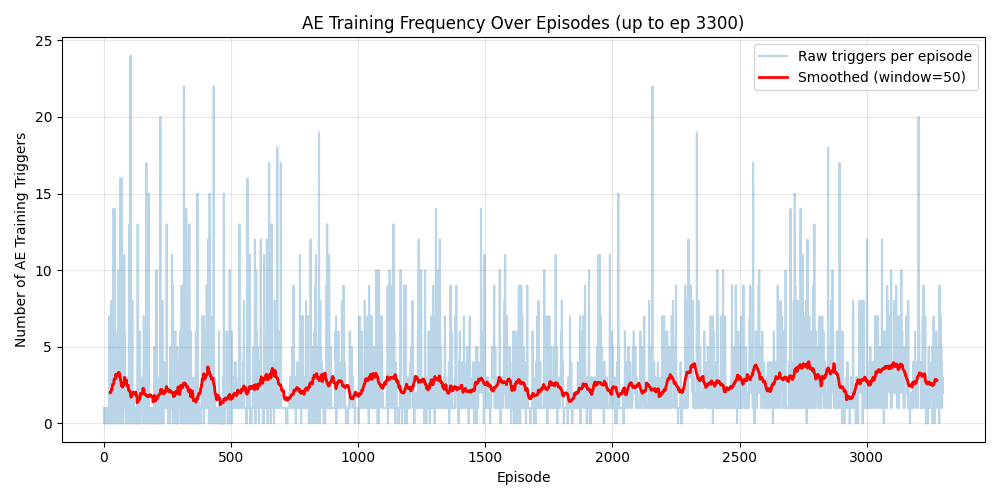 AE Training Frequency Over Episodes (up to ep 3300)
Raw triggers per episode
Smoothed (window=50)
Number of AE Training Triggers
25
20
15
10
5
0
0 500 1000 1500 2000 2500 3000
Episode